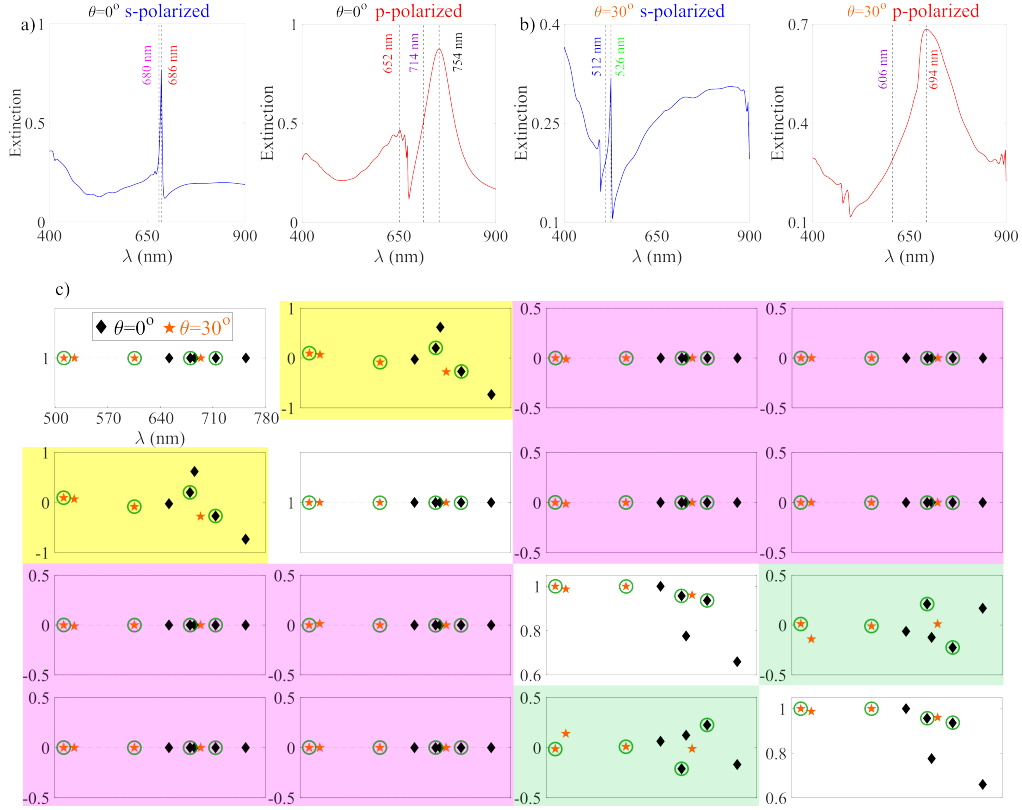 a) θ=0° s-polarized
θ=0° p-polarized
b) θ=30° s-polarized
θ=30° p-polarized
Extinction
1
0.5
0
680 nm
686 nm
400 650 900
λ (nm)
Extinction
1
0.5
0
652 nm
714 nm
754 nm
400 650 900
λ (nm)
Extinction
0.4
0.25
0.1
512 nm
526 nm
400 650 900
λ (nm)
Extinction
0.7
0.4
0.1
606 nm
694 nm
400 650 900
λ (nm)
c)
θ=0° θ=30°
1
500 570 640 710 780
λ (nm)
1
0
-1
0.5
0
-0.5
0.5
0
-0.5
1
0
-1
1
0.5
0
-0.5
0.5
0
-0.5
0.5
0
-0.5
0.5
0
-0.5
1
0.8
0.6
0.5
0
-0.5
0.5
0
-0.5
0.5
0
-0.5
0.5
0
-0.5
1
0.8
0.6